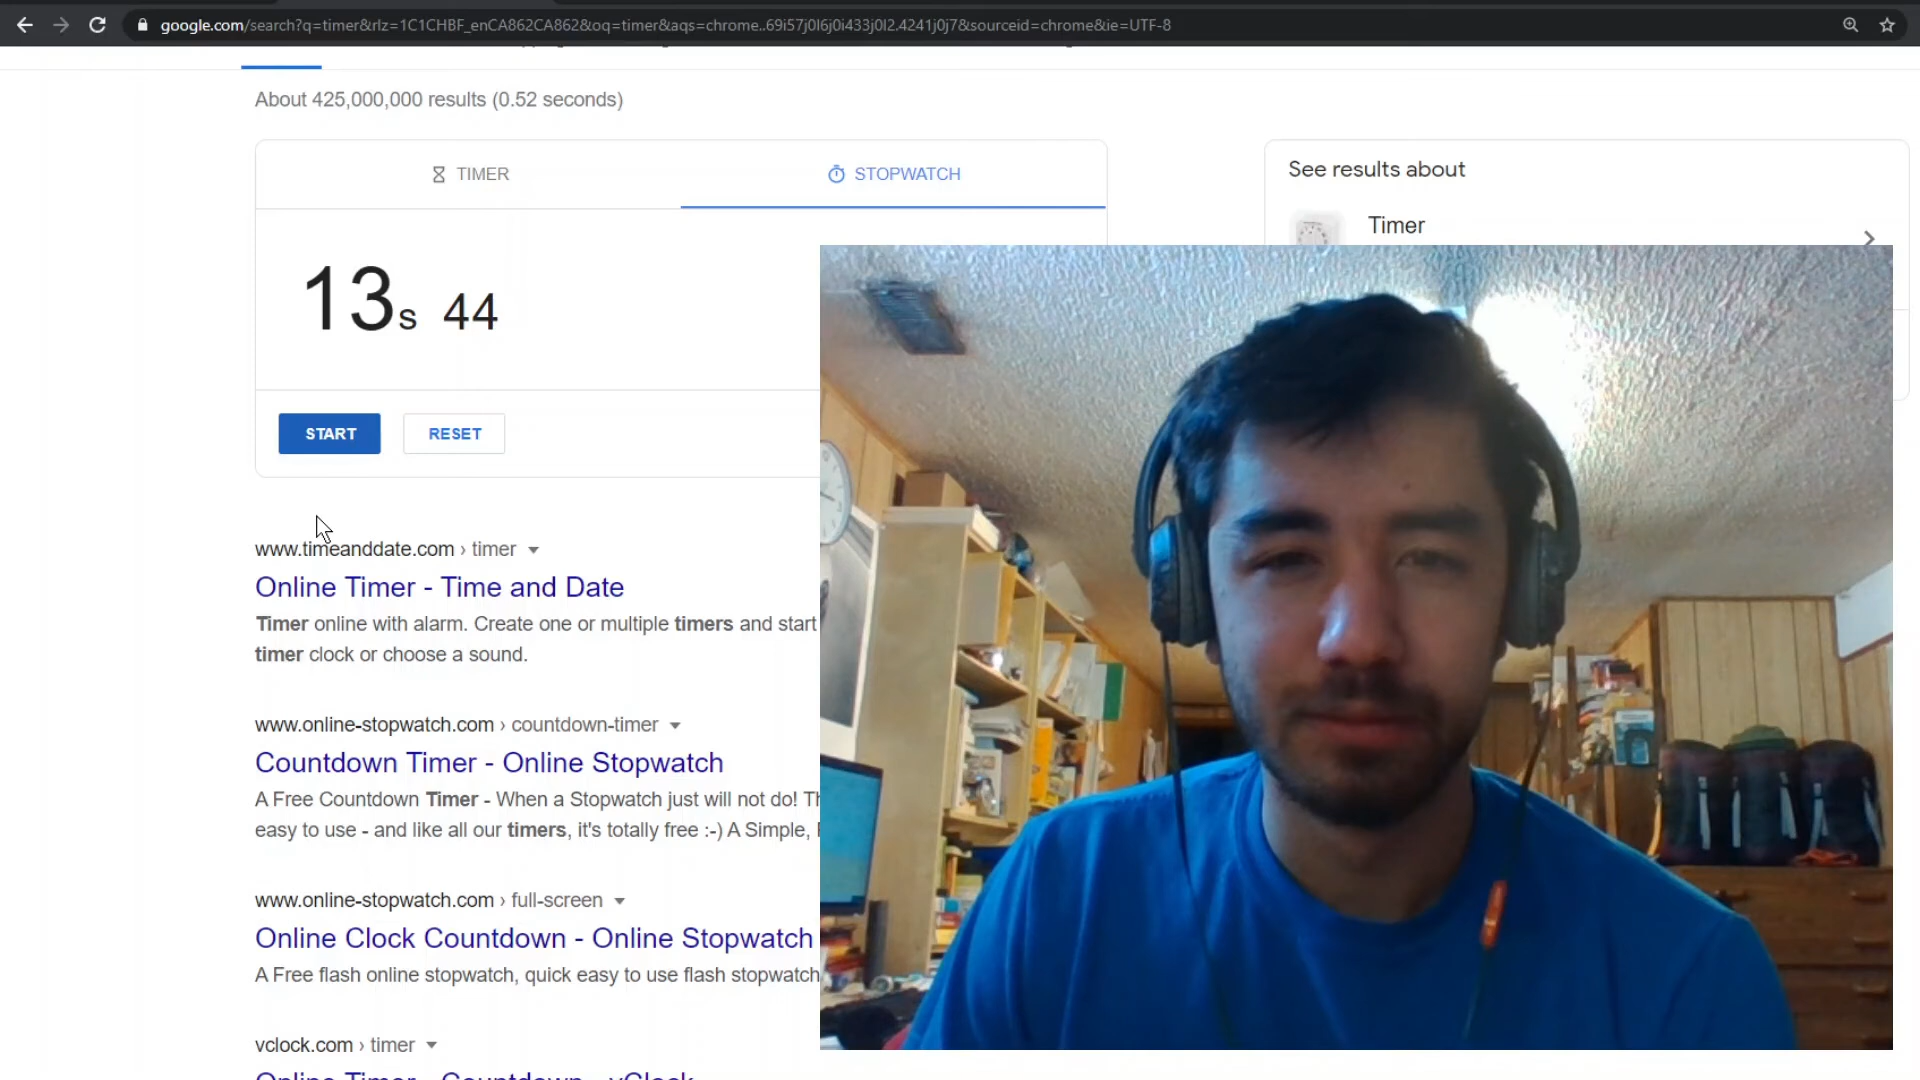 google.com/search?q=timer&rlz=1C1CHBF_enCA862CA862&oq=timer&aqs=chrome..69i57j0l6j0i433j0l2.4241j0j7&sourceid=chrome&ie=UTF-8
About 425,000,000 results (0.52 seconds)
TIMER
STOPWATCH
13s 44
START
RESET
See results about
Timer
www.timeanddate.com › timer
Online Timer - Time and Date
Timer online with alarm. Create one or multiple timers and start
timer clock or choose a sound.
www.online-stopwatch.com › countdown-timer
Countdown Timer - Online Stopwatch
A Free Countdown Timer - When a Stopwatch just will not do!
easy to use - and like all our timers, it's totally free :-) A Simple,
www.online-stopwatch.com › full-screen
Online Clock Countdown - Online Stopwatch
A Free flash online stopwatch, quick easy to use flash stopwatch
vclock.com › timer
Online Timer - Countdown - vClock